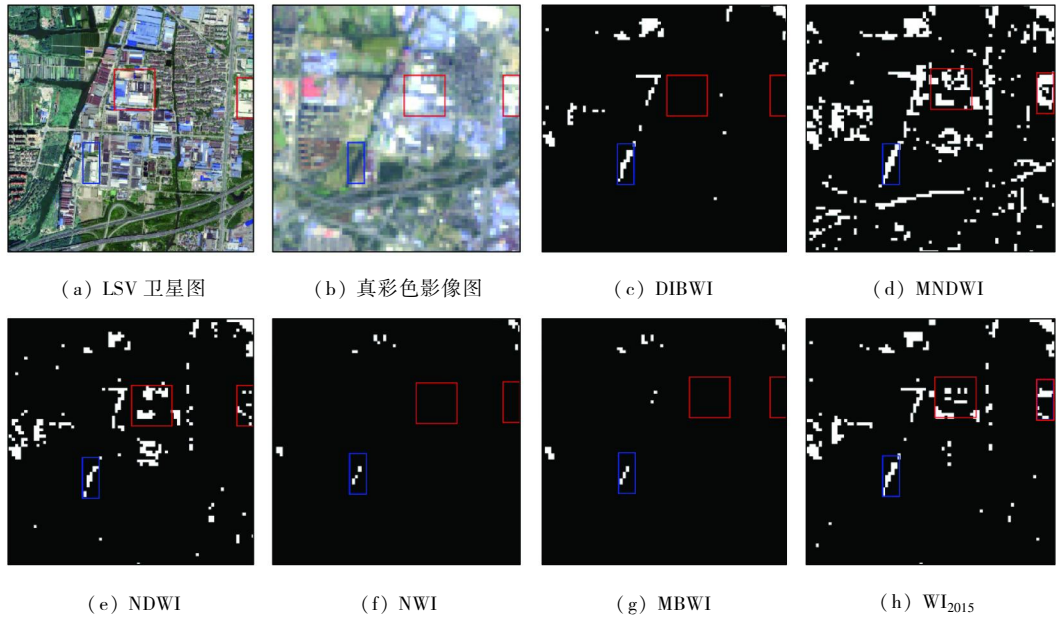 (a) LSV 卫星图
(b) 真彩色影像图
(c) DIBWI
(d) MNDWI
(e) NDWI
(f) NWI
(g) MBWI
(h) WI₂₀₁₅